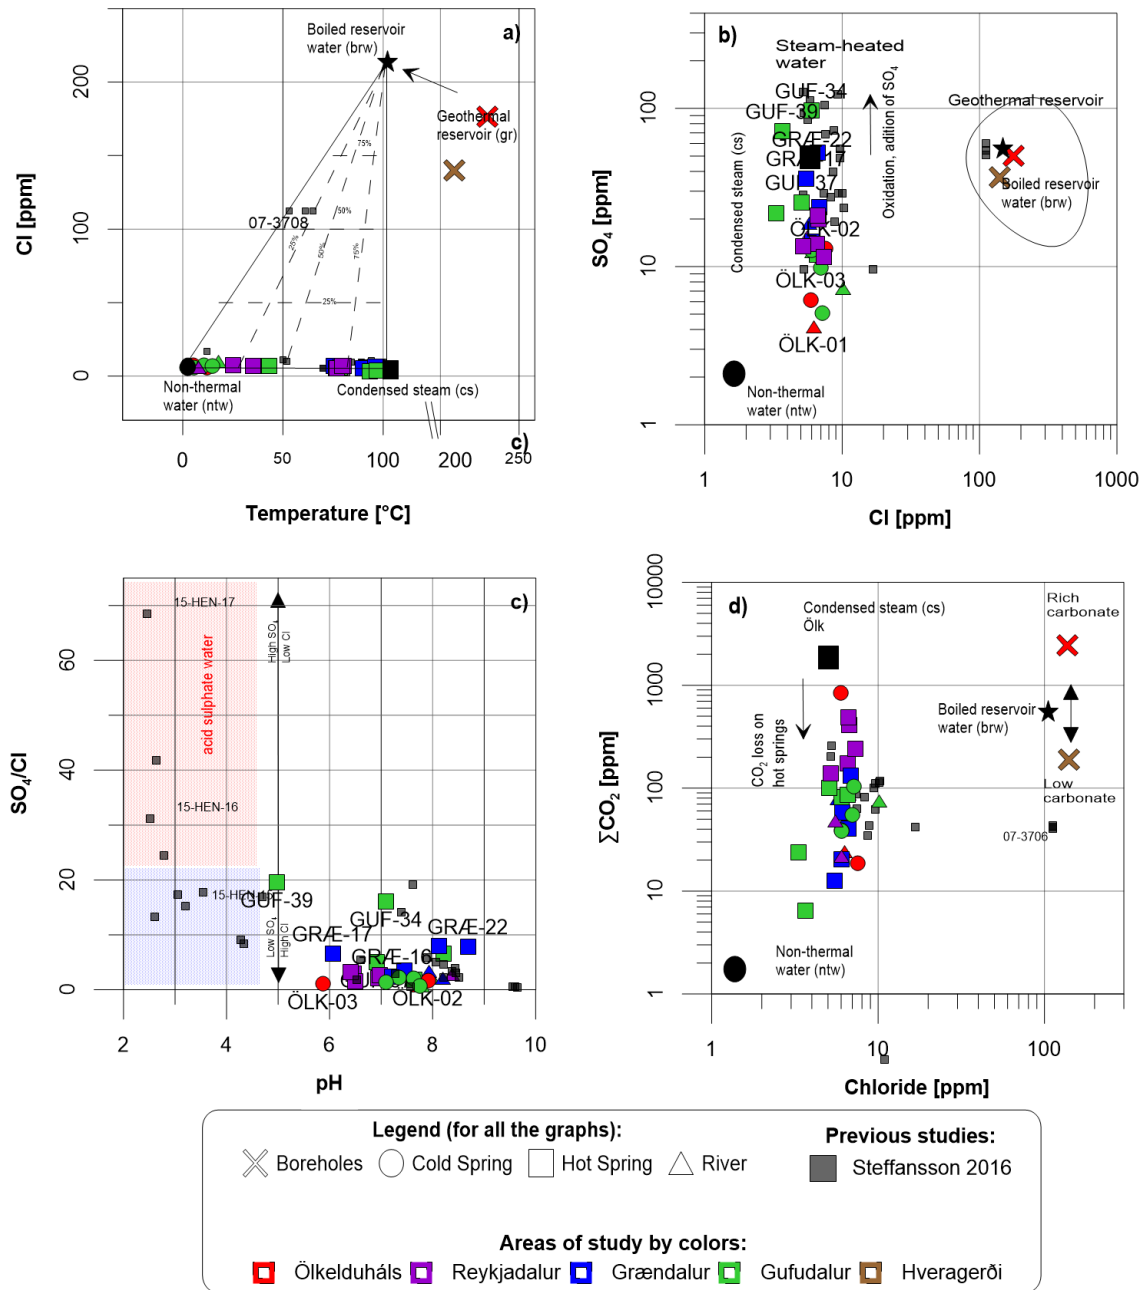 a)
Boiled reservoir
water (brw)
Geothermal
reservoir (gr)
75%
50%
25%
50%
75%
25%
07-3708
Non-thermal
water (ntw)
Condensed steam (cs)
c)
200
100
0
Cl [ppm]
0
50
100
200
250
Temperature [°C]
b)
Steam-heated
water
GUF-34
GUF-39
GRÆ-22
GRÆ-17
GUF-37
ÖLK-02
ÖLK-03
ÖLK-01
Condensed steam (cs)
Oxidation, adition of SO4
Geothermal reservoir
Boiled reservoir
water (brw)
Non-thermal
water (ntw)
100
10
1
SO4 [ppm]
1
10
100
1000
Cl [ppm]
c)
15-HEN-17
acid sulphate water
15-HEN-16
High SO4
Low Cl
GUF-39
Low SO4
High Cl
GRÆ-17
GUF-34
GRÆ-22
GRÆ-16
ÖLK-03
ÖLK-02
60
40
20
0
SO4/Cl
2
4
6
8
10
pH
d)
Condensed steam (cs)
Ölk
Rich
carbonate
Boiled reservoir
water (brw)
CO2 loss on
hot springs
Low
carbonate
07-3706
Non-thermal
water (ntw)
10000
1000
100
10
1
∑CO2 [ppm]
1
10
100
Chloride [ppm]
Legend (for all the graphs):
Boreholes
Cold Spring
Hot Spring
River
Previous studies:
Steffansson 2016
Areas of study by colors:
Ölkelduháls
Reykjadalur
Grændalur
Gufudalur
Hveragerði